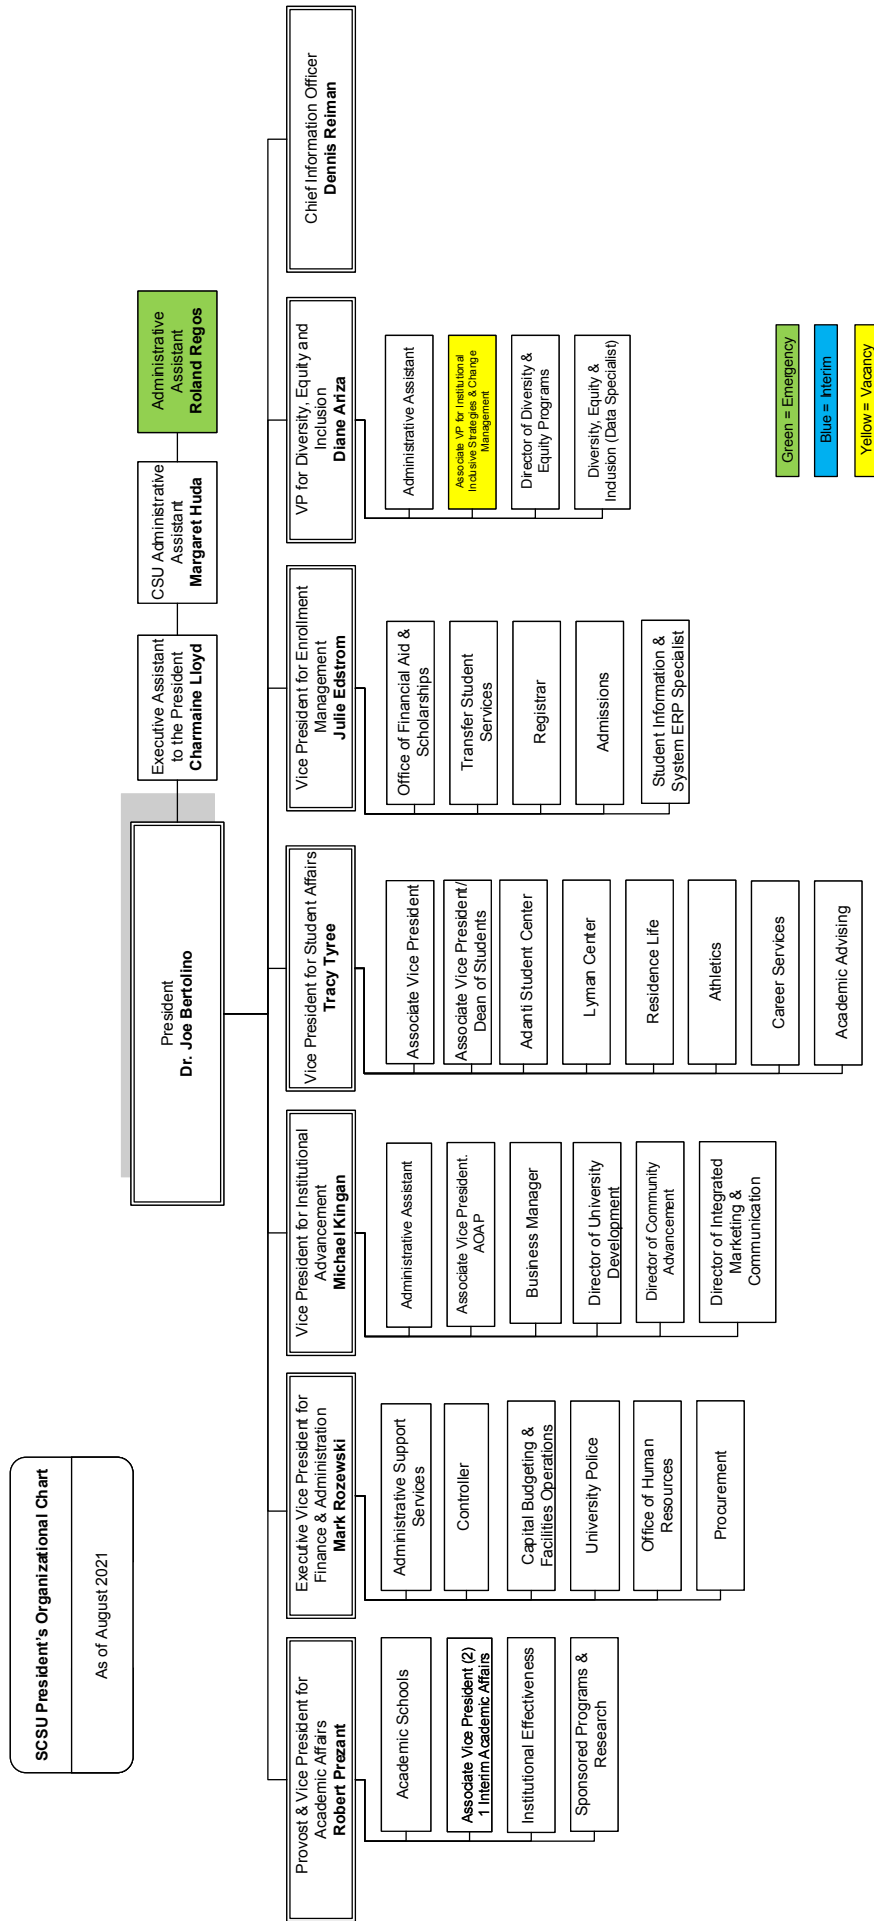 SCSU President's Organizational Chart
As of August 2021
President
Dr. Joe Bertolino
Executive Assistant
to the President
Charmaine Lloyd
CSU Administrative
Assistant
Margaret Huda
Administrative
Assistant
Roland Regos
Provost & Vice President for
Academic Affairs
Robert Prezant
Academic Schools
Associate Vice President (2)
1 Interim Academic Affairs
Institutional Effectiveness
Sponsored Programs &
Research
Executive Vice President for
Finance & Administration
Mark Rozewski
Administrative Support
Services
Controller
Capital Budgeting &
Facilities Operations
University Police
Office of Human
Resources
Procurement
Vice President for Institutional
Advancement
Michael Kingan
Administrative Assistant
Associate Vice President.
AOAP
Business Manager
Director of University
Development
Director of Community
Advancement
Director of Integrated
Marketing &
Communication
Vice President for Student Affairs
Tracy Tyree
Associate Vice President
Associate Vice President/
Dean of Students
Adanti Student Center
Lyman Center
Residence Life
Athletics
Career Services
Academic Advising
Vice President for Enrollment
Management
Julie Edstrom
Office of Financial Aid &
Scholarships
Transfer Student
Services
Registrar
Admissions
Student Information &
System ERP Specialist
VP for Diversity, Equity and
Inclusion
Diane Ariza
Administrative Assistant
Associate VP for Institutional
Inclusive Strategies & Change
Management
Director of Diversity &
Equity Programs
Diversity, Equity &
Inclusion (Data Specialist)
Chief Information Officer
Dennis Reiman
Green = Emergency
Blue = Interim
Yellow = Vacancy